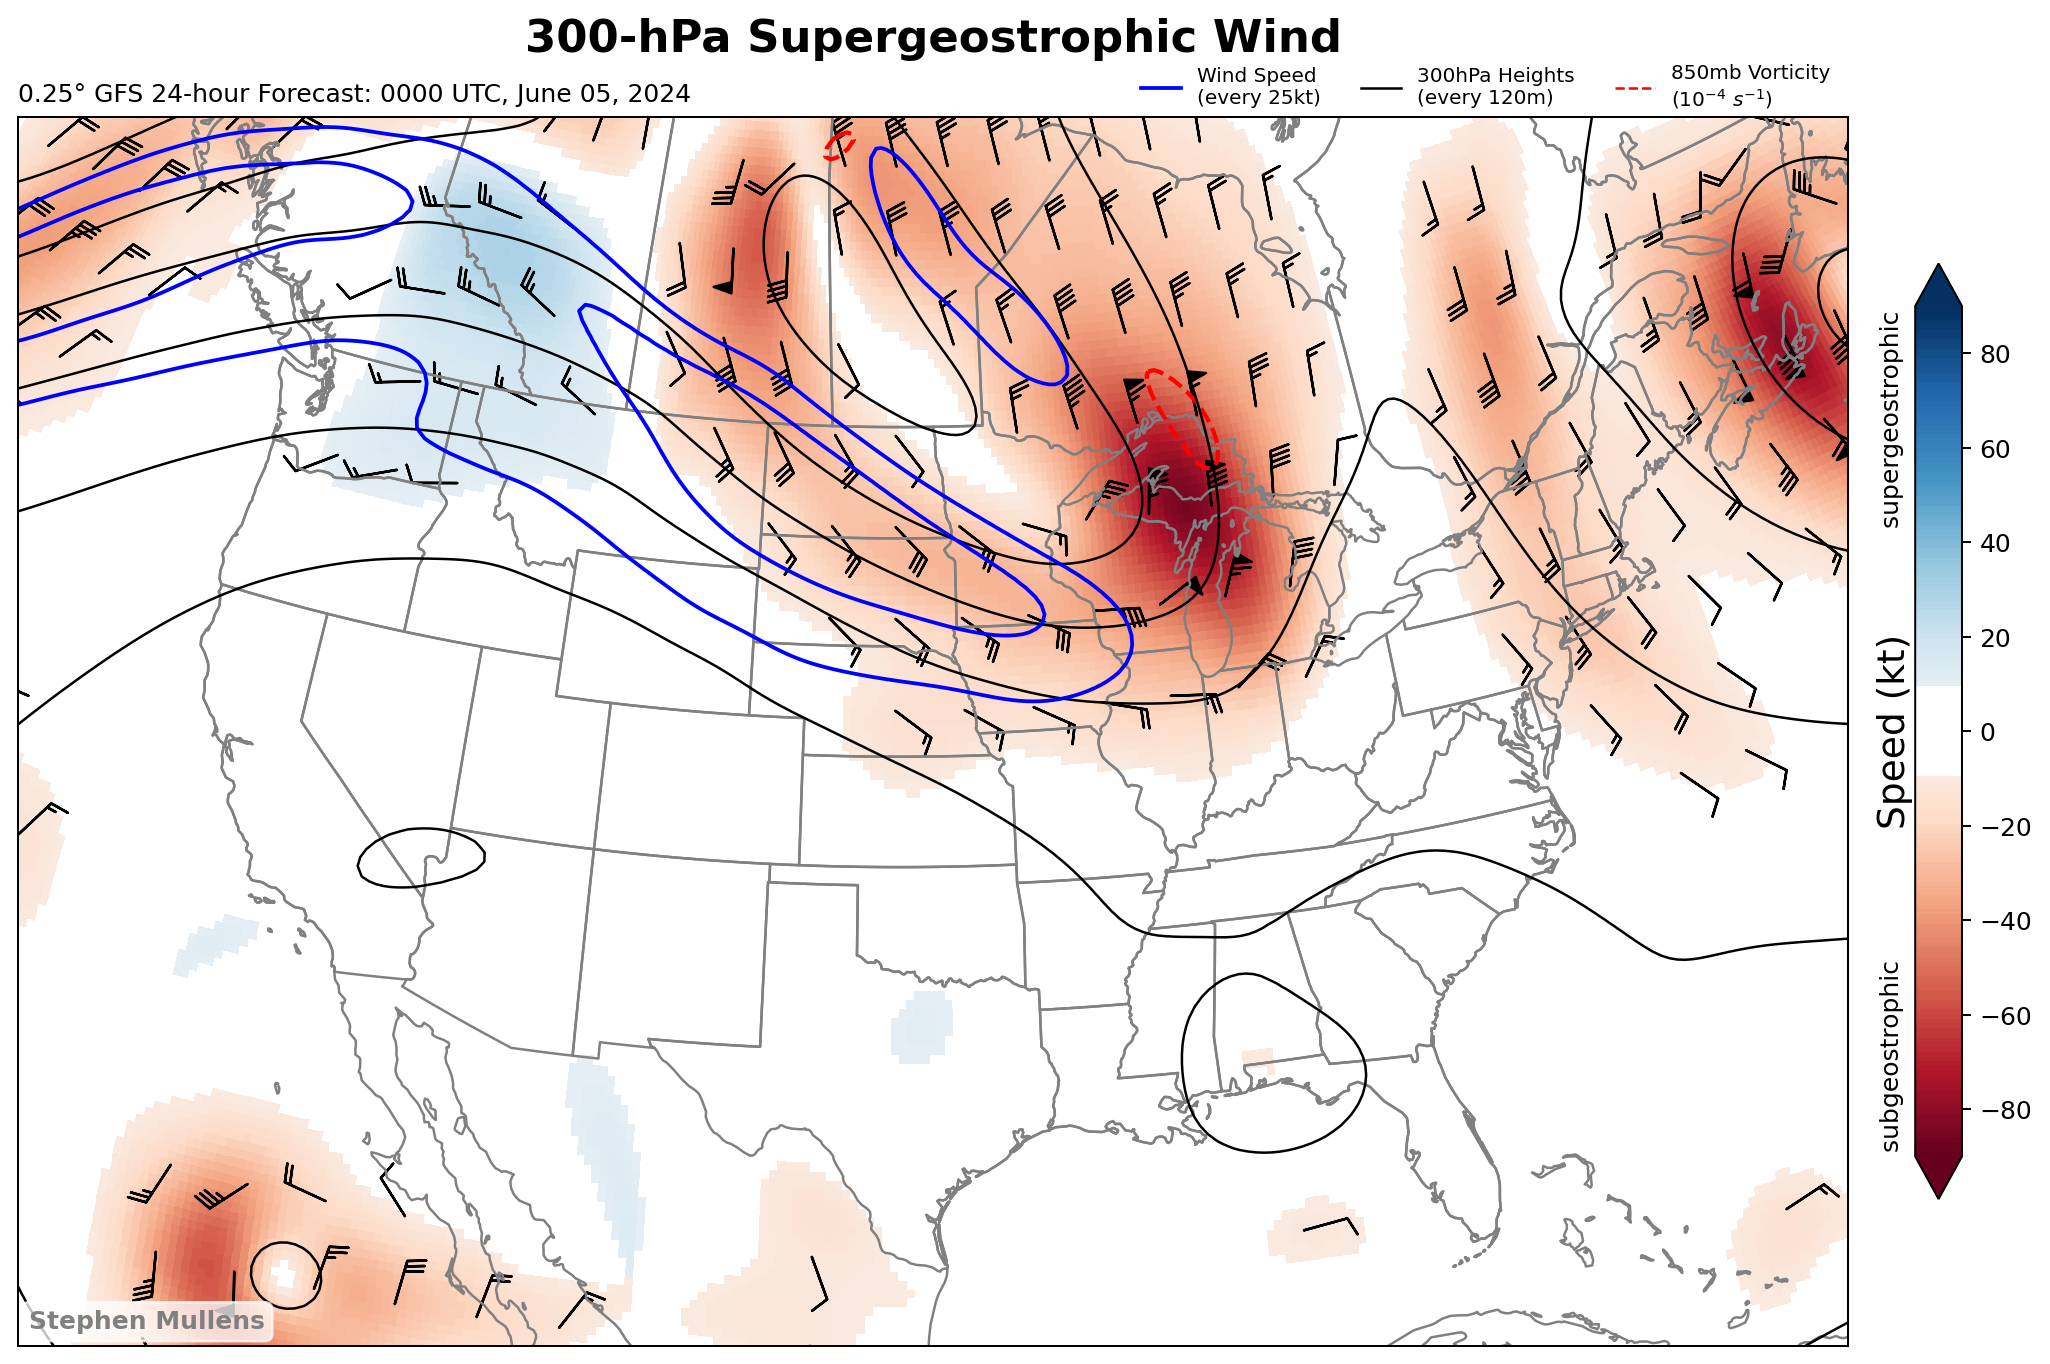 300-hPa Supergeostrophic Wind
0.25° GFS 24-hour Forecast: 0000 UTC, June 05, 2024
Wind Speed
(every 25kt)
300hPa Heights
(every 120m)
850mb Vorticity
(10⁻⁴ s⁻¹)
supergeostrophic
Speed (kt)
subgeostrophic
80
60
40
20
0
−20
−40
−60
−80
Stephen Mullens